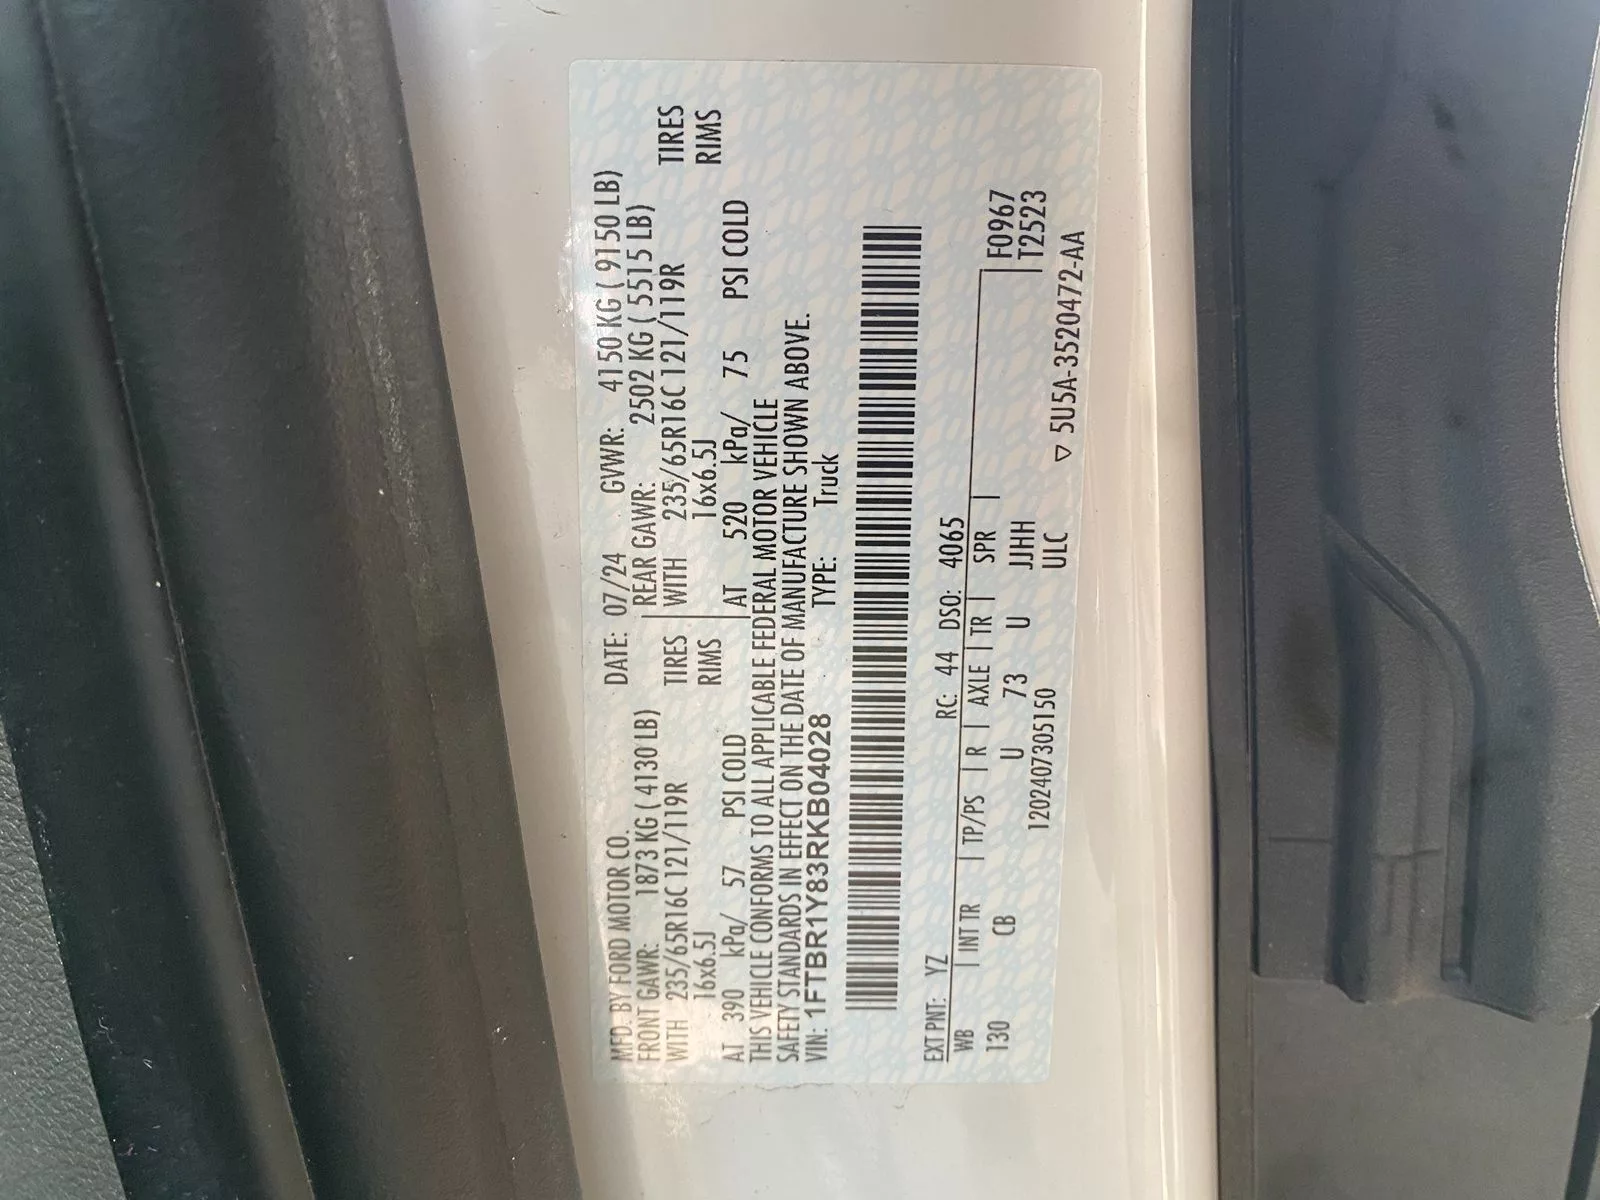 MFD. BY FORD MOTOR CO. DATE: 07/24 GVWR: 4150 KG ( 9150 LB)
FRONT GAWR: 1873 KG ( 4130 LB) REAR GAWR: 2502 KG ( 5515 LB)
WITH 235/65R16C 121/119R TIRES WITH 235/65R16C 121/119R TIRES
16x6.5J RIMS 16x6.5J RIMS
AT 390 kPa/ 57 PSI COLD AT 520 kPa/ 75 PSI COLD
THIS VEHICLE CONFORMS TO ALL APPLICABLE FEDERAL MOTOR VEHICLE
SAFETY STANDARDS IN EFFECT ON THE DATE OF MANUFACTURE SHOWN ABOVE.
VIN: 1FTBR1Y83RKB04028 TYPE: Truck
EXT PNT: YZ RC: 44 DSO: 4065
WB | INT TR | TP/PS | R | AXLE | TR | SPR | F0967
130 CB U 73 U JJHH T2523
1202407305150 ULC
▽ 5U5A-3520472-AA